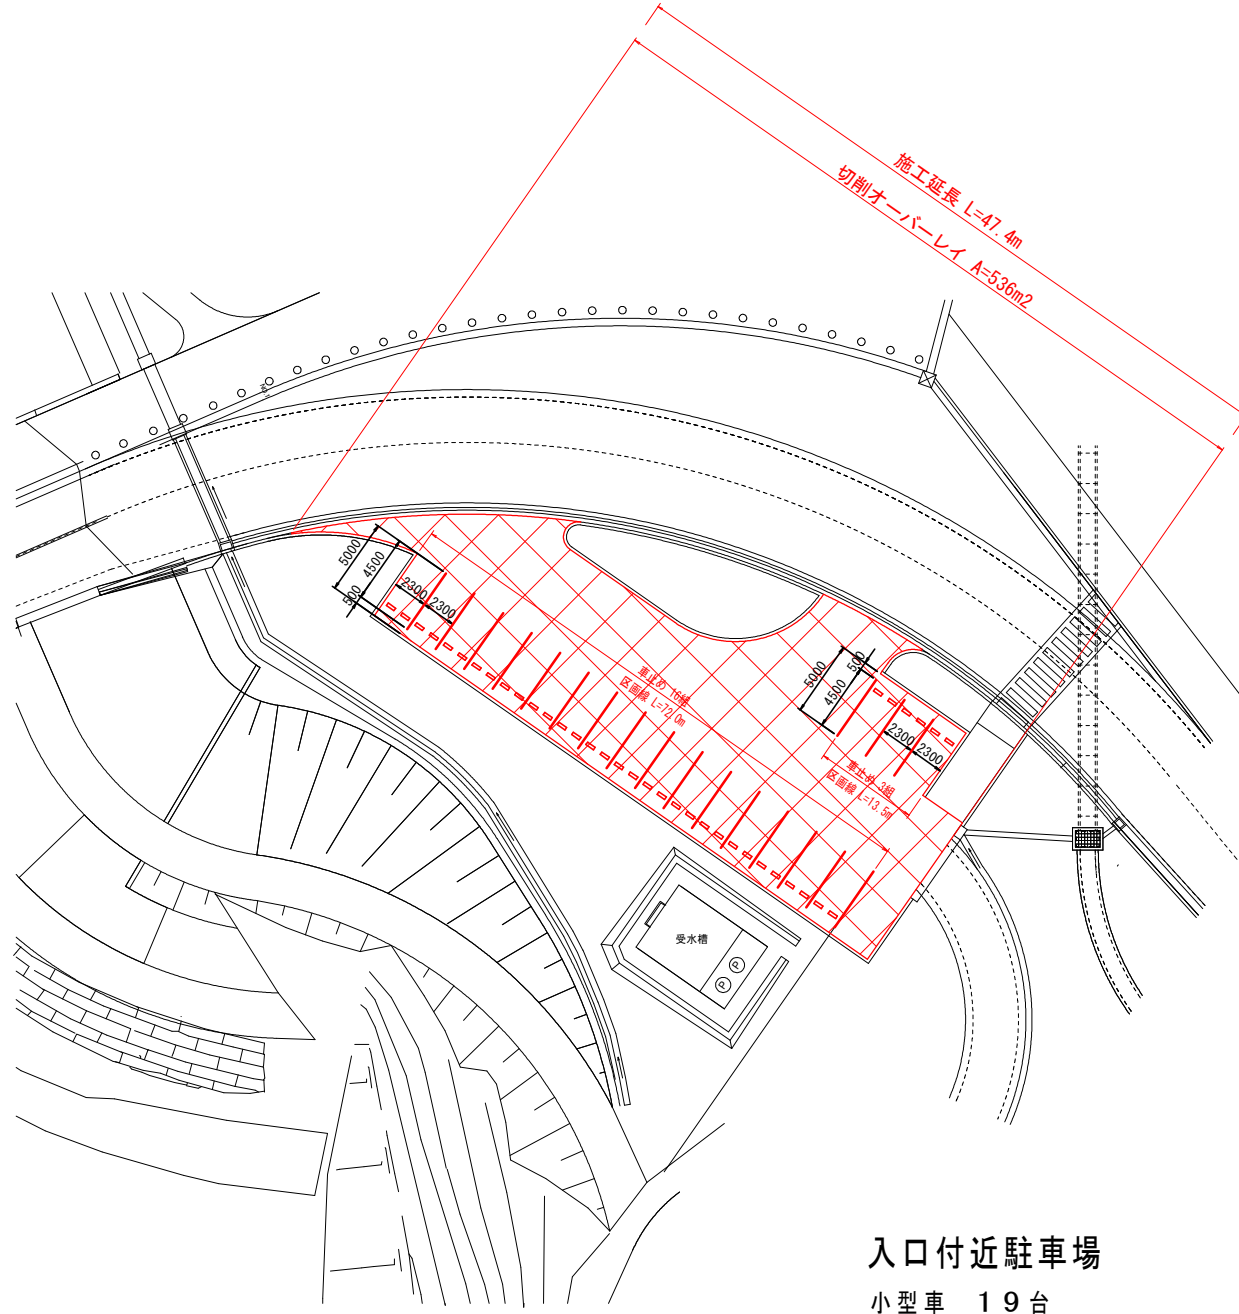 施工延長 L=47.4m
切削オーバーレイ A=536m2
5000
4500
500
2300
2300
車止め 16組
区画線 L=72.0m
5000
4500
500
2300
2300
車止め 3組
区画線 L=13.5m
受水槽
P
P
入口付近駐車場
小型車 19台